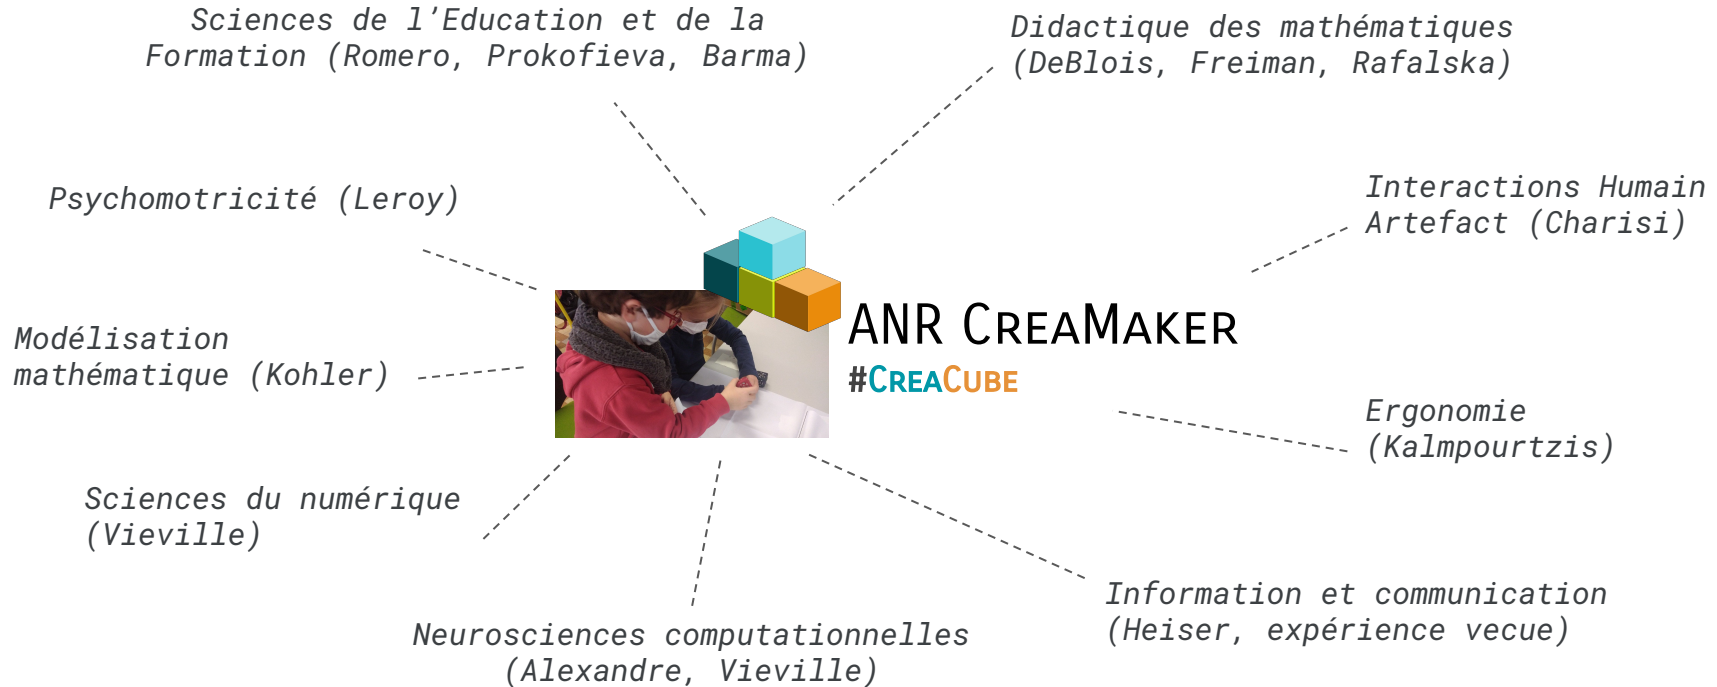 Sciences de l’Education et de la
Formation (Romero, Prokofieva, Barma)
Didactique des mathématiques
(DeBlois, Freiman, Rafalska)
Psychomotricité (Leroy)
Interactions Humain
Artefact (Charisi)
ANR CREAMAKER
#CREACUBE
Modélisation
mathématique (Kohler)
Ergonomie
(Kalmpourtzis)
Sciences du numérique
(Vieville)
Information et communication
(Heiser, expérience vecue)
Neurosciences computationnelles
(Alexandre, Vieville)